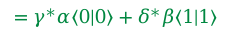 = γ*α⟨0|0⟩ + δ*β⟨1|1⟩